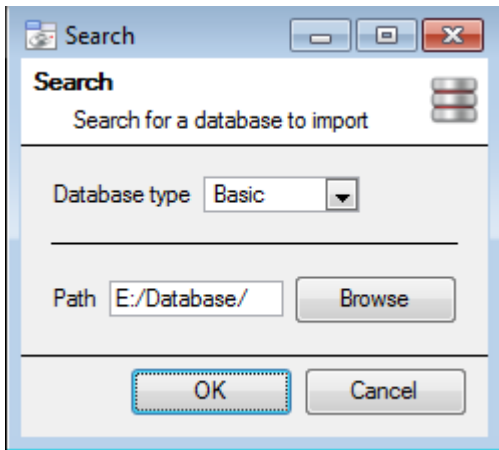 Search
Search
Search for a database to import
Database type Basic
Path E:/Database/ Browse
OK Cancel